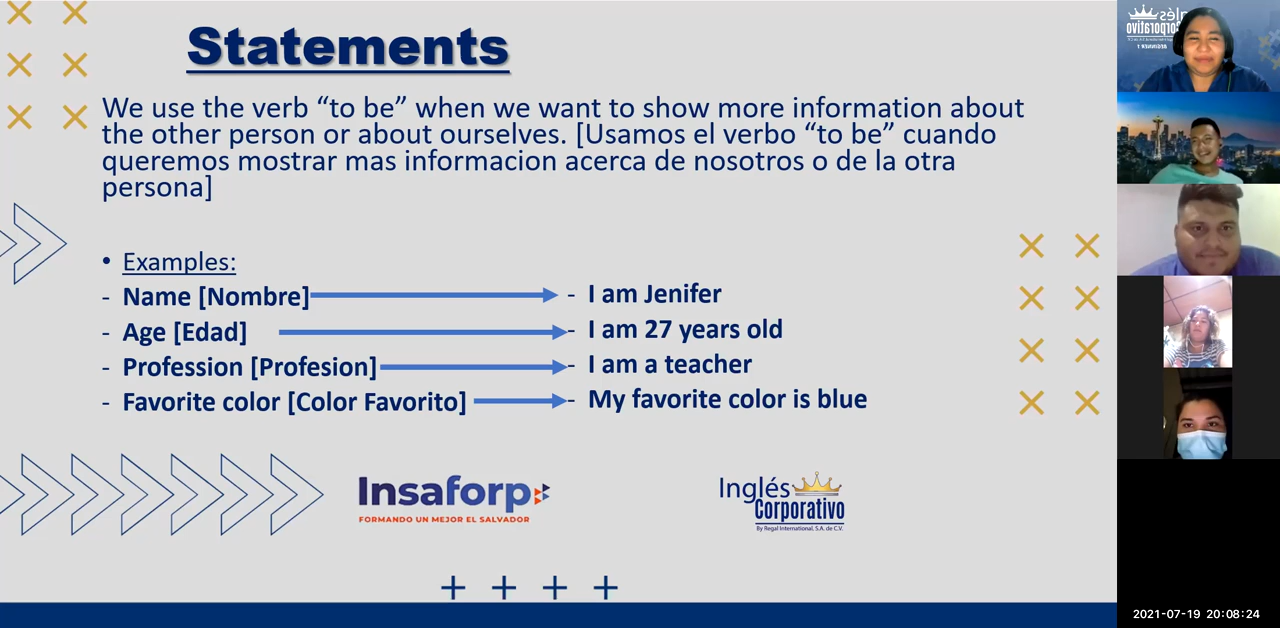 Statements
We use the verb “to be” when we want to show more information about
the other person or about ourselves. [Usamos el verbo “to be” cuando
queremos mostrar mas informacion acerca de nosotros o de la otra
persona]
• Examples:
- Name [Nombre] - I am Jenifer
- Age [Edad] - I am 27 years old
- Profession [Profesion] - I am a teacher
- Favorite color [Color Favorito] - My favorite color is blue
Insaforp
FORMANDO UN MEJOR EL SALVADOR
Inglés
Corporativo
By Regal International, S.A. de C.V.
Inglés
Corporativo
BEGINNER 1
2021-07-19 20:08:24